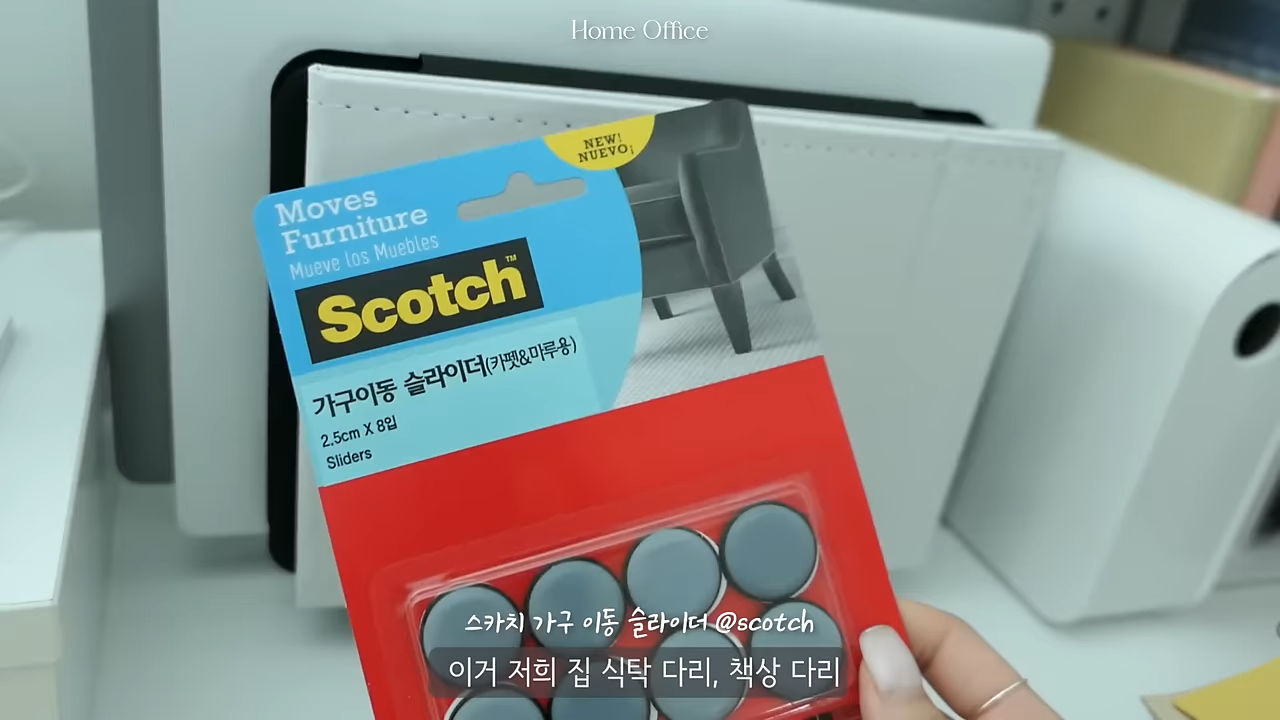 Home Office
NEW!
NUEVO¡
Moves
Furniture
Mueve los Muebles
Scotch™
가구이동 슬라이더(카펫&마루용)
2.5cm X 8입
Sliders
스카치 가구 이동 슬라이더 @scotch
이거 저희 집 식탁 다리, 책상 다리